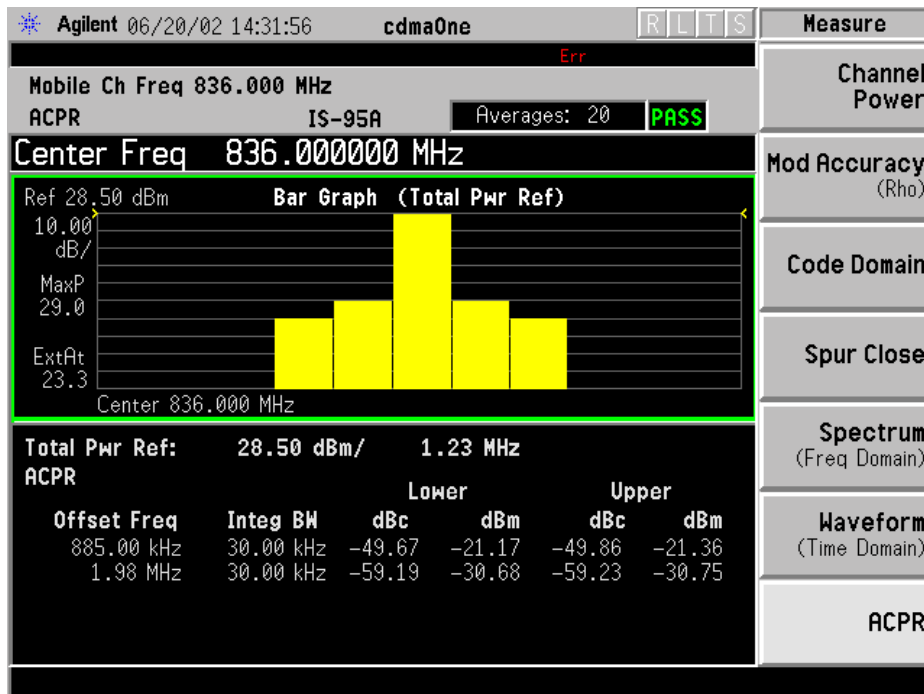 Agilent 06/20/02 14:31:56 cdmaOne R L T S
Err
Mobile Ch Freq 836.000 MHz
ACPR IS-95A Averages: 20 PASS
Center Freq 836.000000 MHz
Ref 28.50 dBm Bar Graph (Total Pwr Ref)
10.00
dB/
MaxP
29.0
ExtAt
23.3
Center 836.000 MHz
Total Pwr Ref: 28.50 dBm/ 1.23 MHz
ACPR
Lower Upper
Offset Freq Integ BW dBc dBm dBc dBm
885.00 kHz 30.00 kHz -49.67 -21.17 -49.86 -21.36
1.98 MHz 30.00 kHz -59.19 -30.68 -59.23 -30.75
Measure
Channel
Power
Mod Accuracy
(Rho)
Code Domain
Spur Close
Spectrum
(Freq Domain)
Waveform
(Time Domain)
ACPR